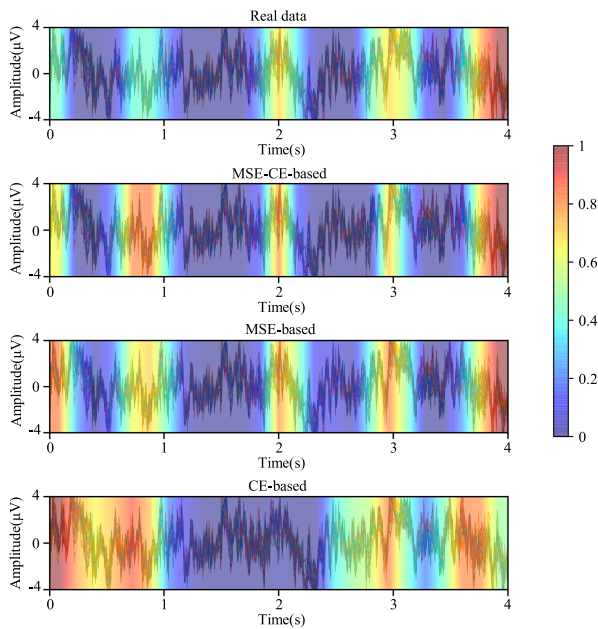 Real data
Amplitude(μV)
4
0
-4
0 1 2 3 4
Time(s)
MSE-CE-based
Amplitude(μV)
4
0
-4
0 1 2 3 4
Time(s)
MSE-based
Amplitude(μV)
4
0
-4
0 1 2 3 4
Time(s)
CE-based
Amplitude(μV)
4
0
-4
0 1 2 3 4
Time(s)
1
0.8
0.6
0.4
0.2
0